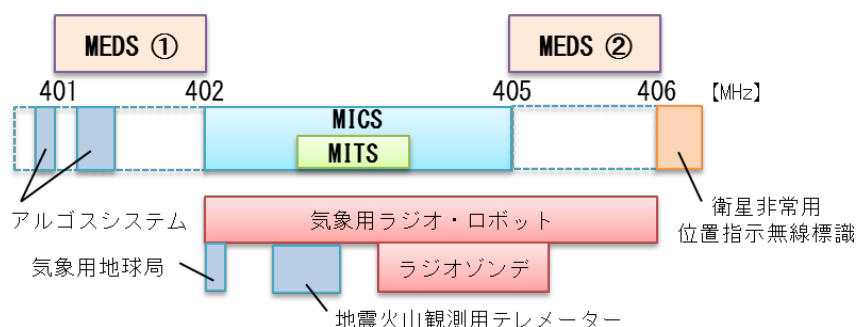 MEDS ①
MEDS ②
401
402
405
406
【MHz】
MICS
MITS
アルゴスシステム
気象用ラジオ・ロボット
衛星非常用
位置指示無線標識
気象用地球局
ラジオゾンデ
地震火山観測用テレメーター